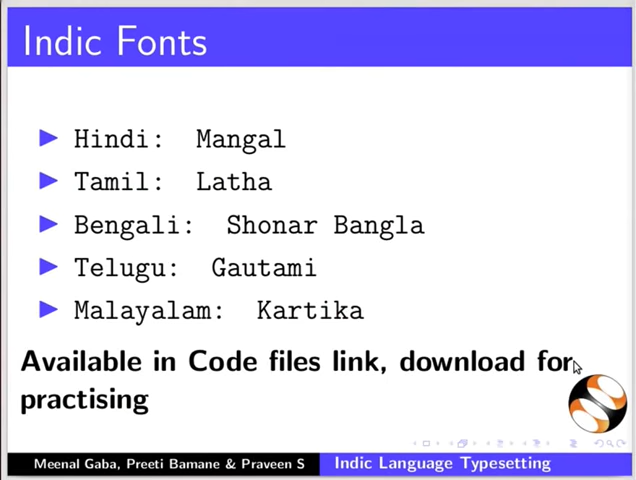 Indic Fonts
Hindi: Mangal
Tamil: Latha
Bengali: Shonar Bangla
Telugu: Gautami
Malayalam: Kartika
Available in Code files link, download for
practising
Meenal Gaba, Preeti Bamane & Praveen S
Indic Language Typesetting